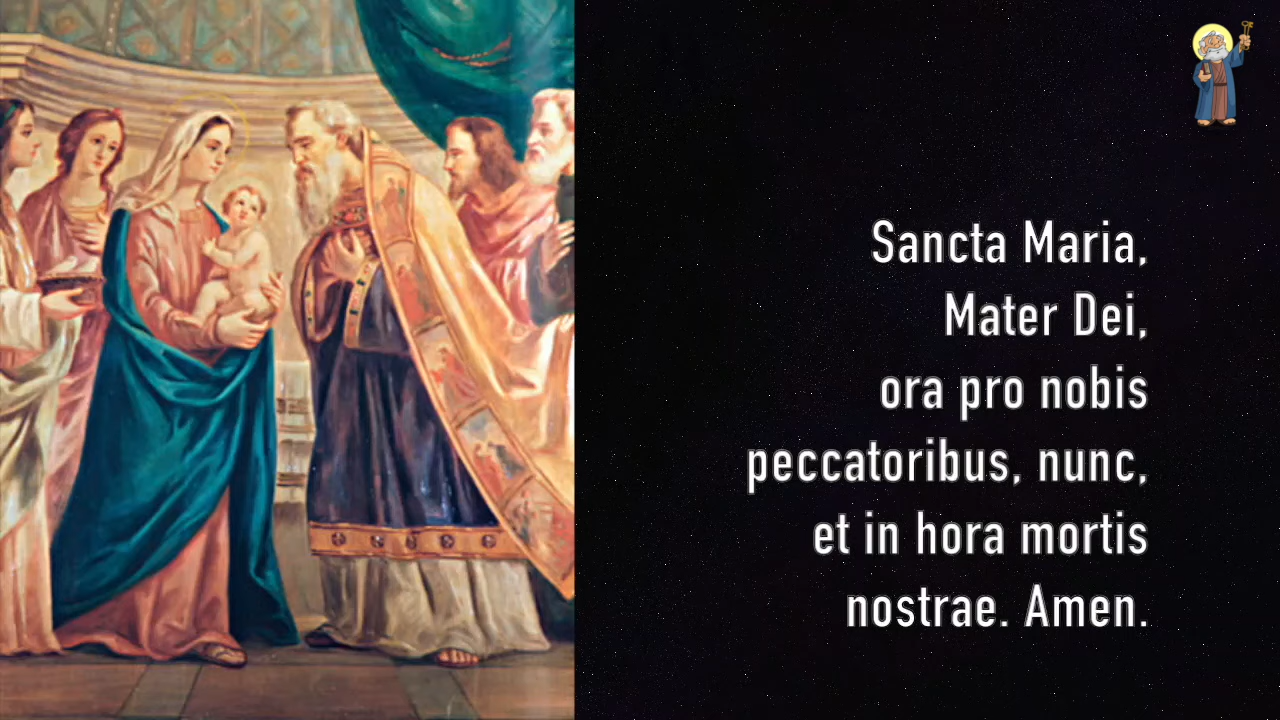 Sancta Maria,
Mater Dei,
ora pro nobis
peccatoribus, nunc,
et in hora mortis
nostrae. Amen.